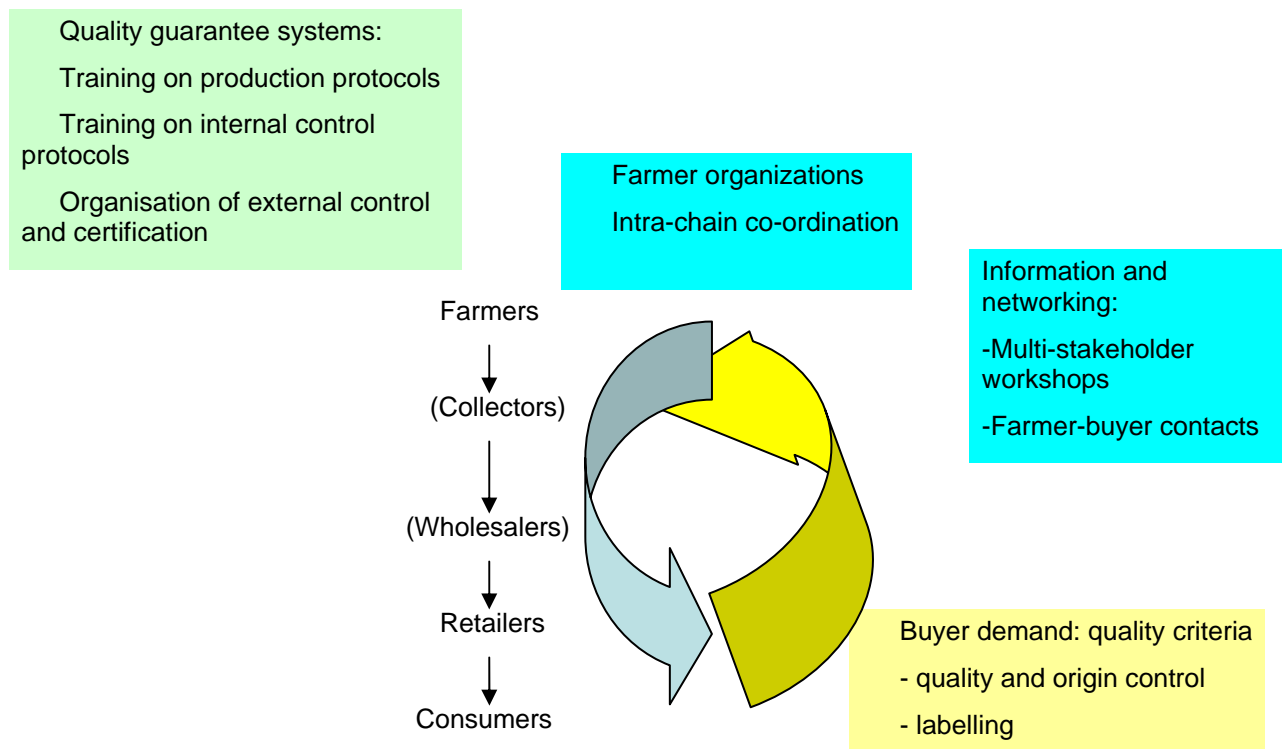 Quality guarantee systems:
Training on production protocols
Training on internal control
protocols
Organisation of external control
and certification
Farmer organizations
Intra-chain co-ordination
Information and
networking:
-Multi-stakeholder
workshops
-Farmer-buyer contacts
Farmers
(Collectors)
(Wholesalers)
Retailers
Consumers
Buyer demand: quality criteria
- quality and origin control
- labelling